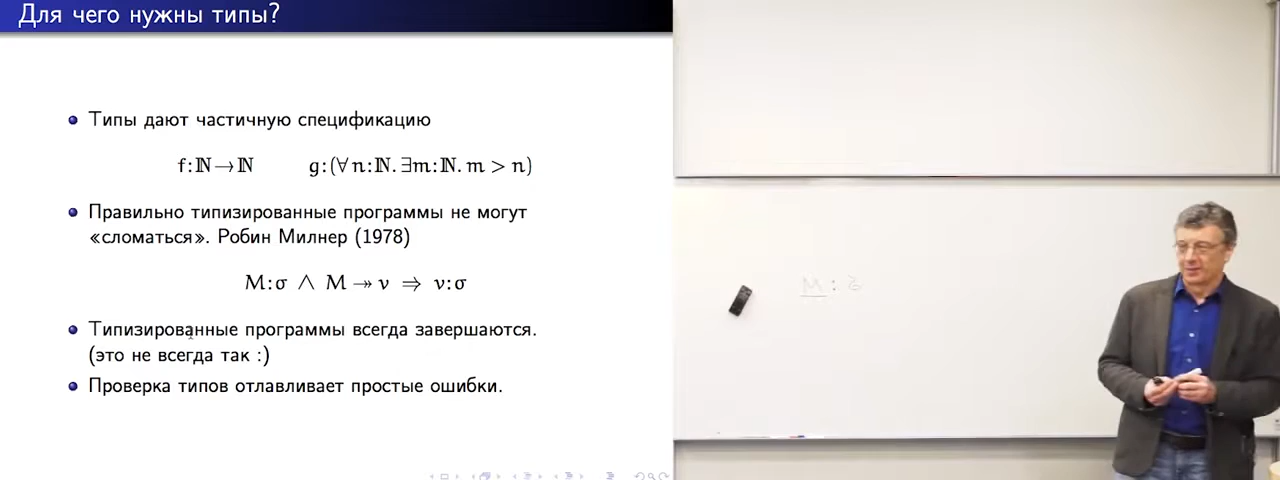 Для чего нужны типы?
Типы дают частичную спецификацию
f:ℕ→ℕ g:(∀n:ℕ.∃m:ℕ.m > n)
Правильно типизированные программы не могут
«сломаться». Робин Милнер (1978)
M:σ ∧ M ↠ v ⇒ v:σ
Типизированные программы всегда завершаются.
(это не всегда так :)
Проверка типов отлавливает простые ошибки.
M : σ